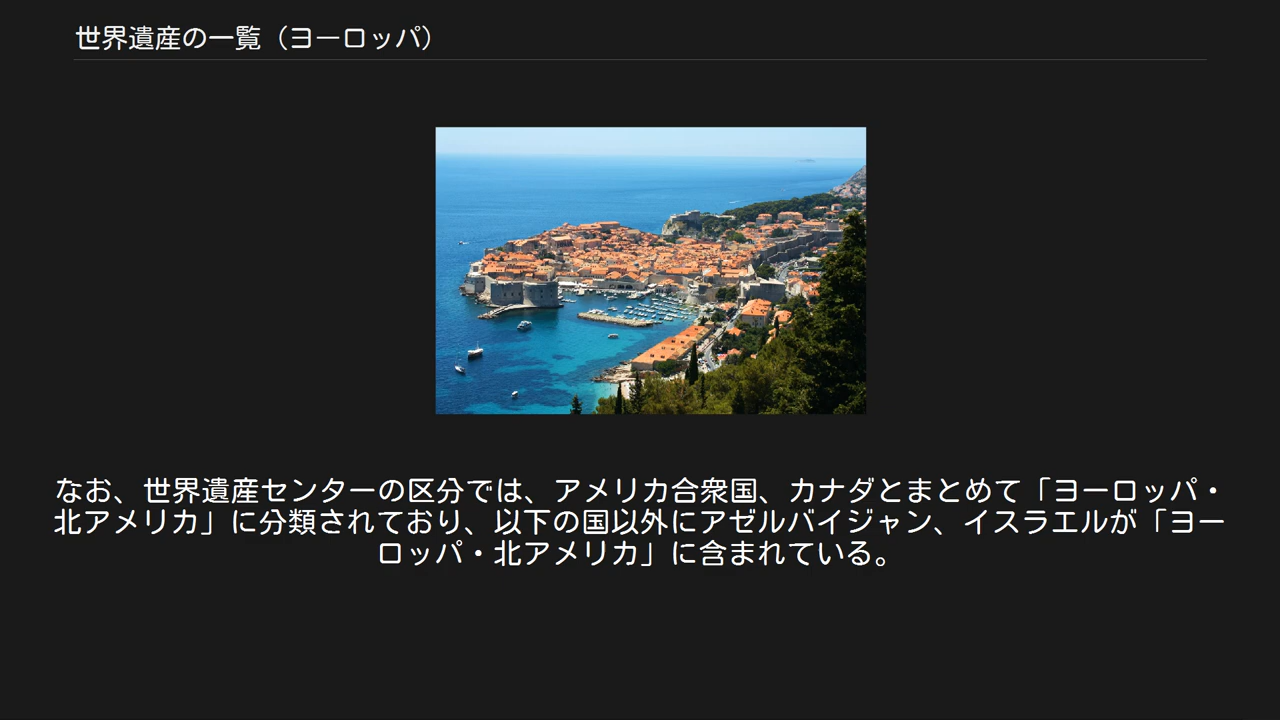 世界遺産の一覧（ヨーロッパ）
なお、世界遺産センターの区分では、アメリカ合衆国、カナダとまとめて「ヨーロッパ・
北アメリカ」に分類されており、以下の国以外にアゼルバイジャン、イスラエルが「ヨー
ロッパ・北アメリカ」に含まれている。